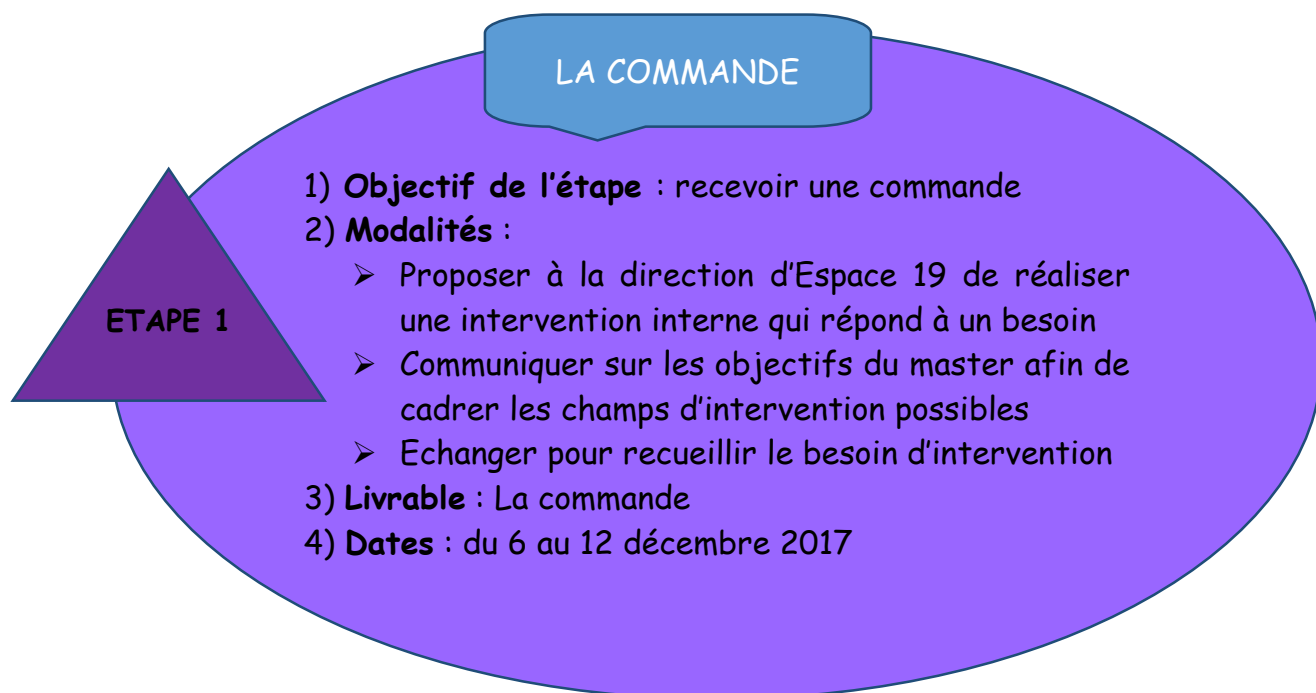 LA COMMANDE
1) Objectif de l’étape : recevoir une commande
2) Modalités :
➢ Proposer à la direction d’Espace 19 de réaliser
une intervention interne qui répond à un besoin
ETAPE 1
➢ Communiquer sur les objectifs du master afin de
cadrer les champs d’intervention possibles
➢ Echanger pour recueillir le besoin d’intervention
3) Livrable : La commande
4) Dates : du 6 au 12 décembre 2017